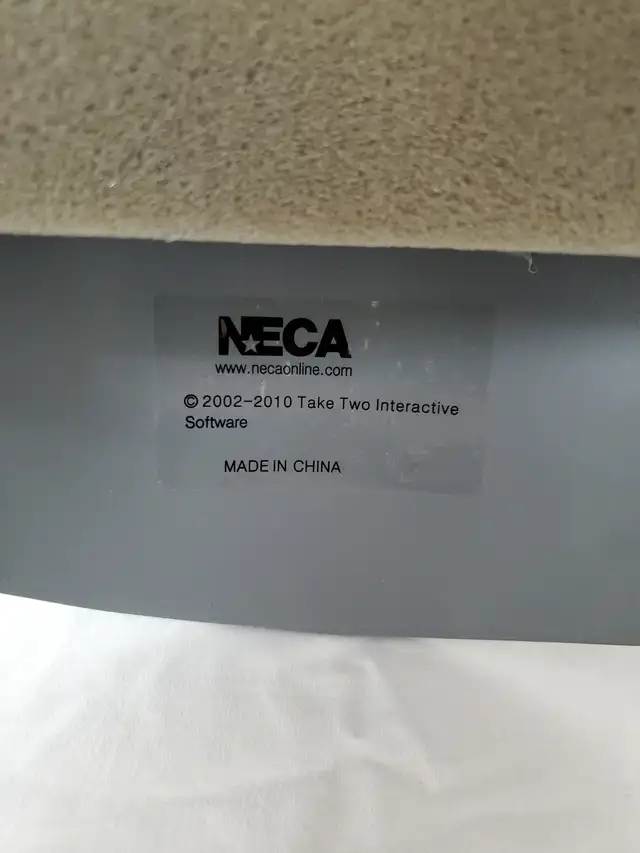 NECA
www.necaonline.com
© 2002-2010 Take Two Interactive
Software
MADE IN CHINA